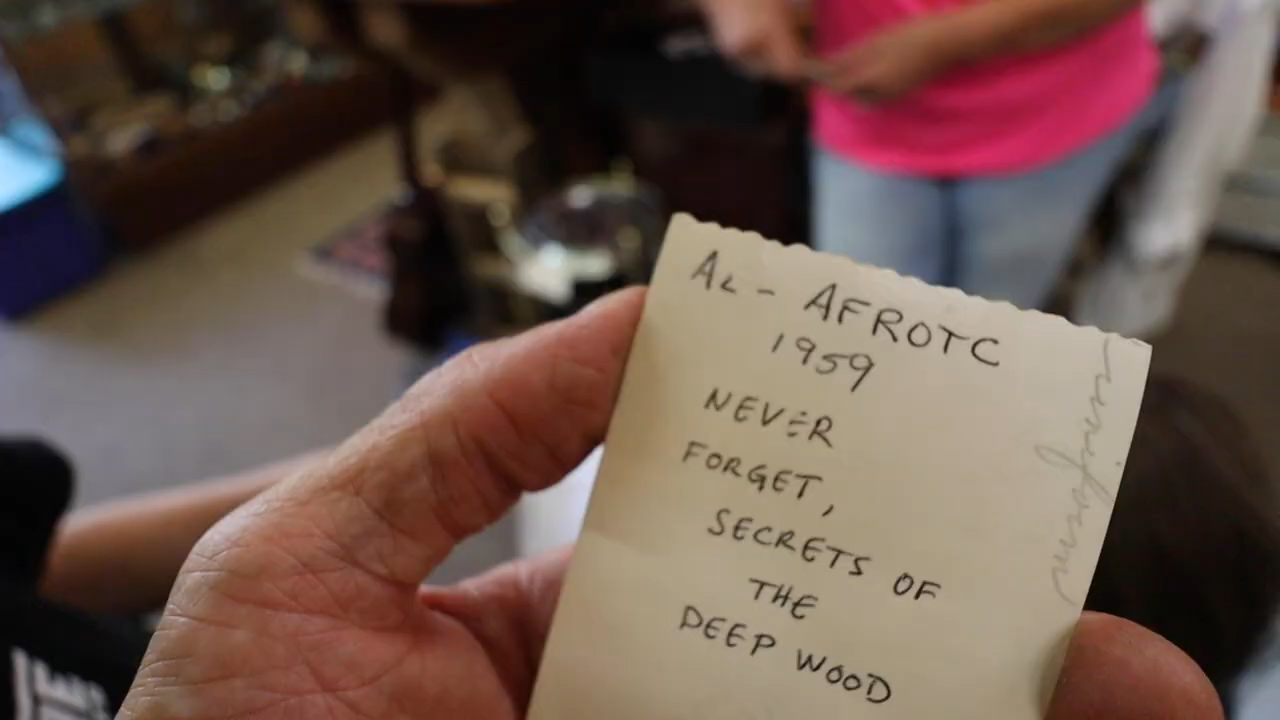 AL - AFROTC
1959
NEVER
FORGET,
SECRETS OF
THE
DEEP WOOD